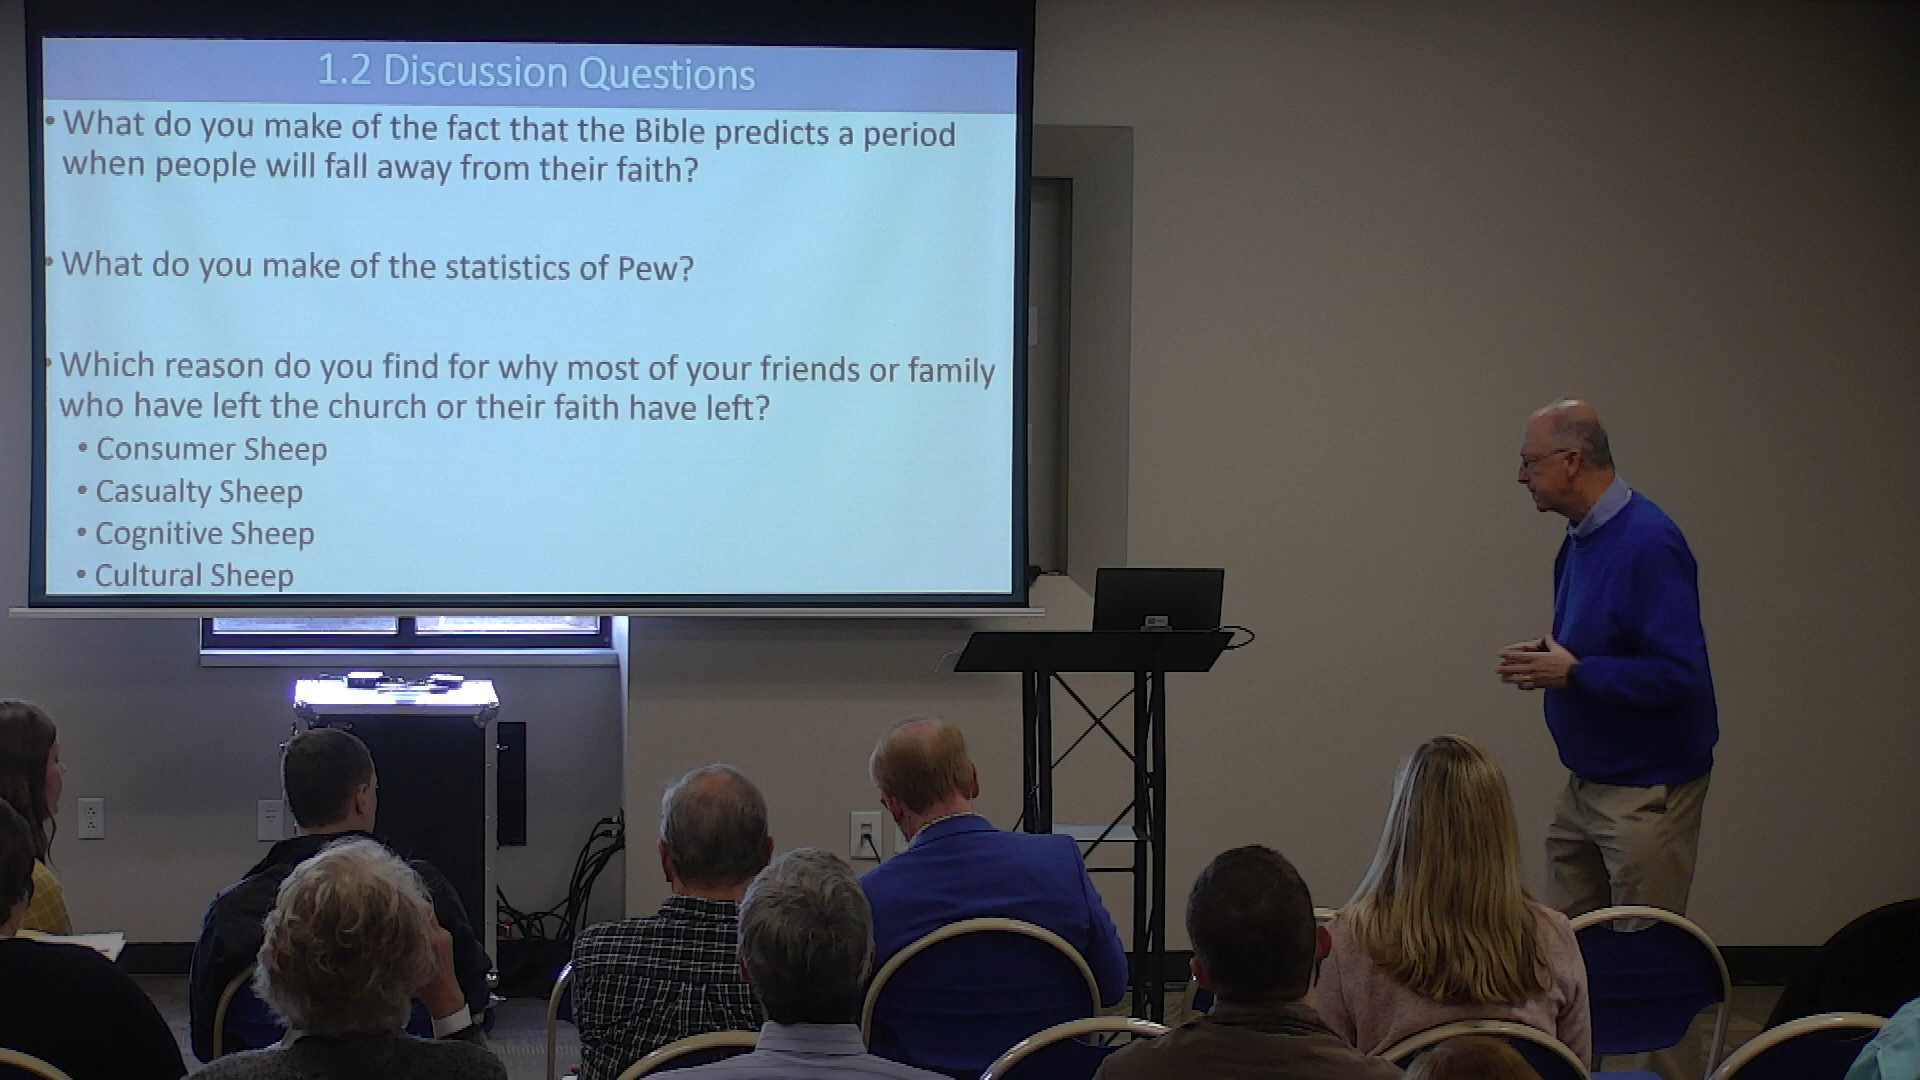 1.2 Discussion Questions
• What do you make of the fact that the Bible predicts a period
when people will fall away from their faith?
• What do you make of the statistics of Pew?
• Which reason do you find for why most of your friends or family
who have left the church or their faith have left?
• Consumer Sheep
• Casualty Sheep
• Cognitive Sheep
• Cultural Sheep